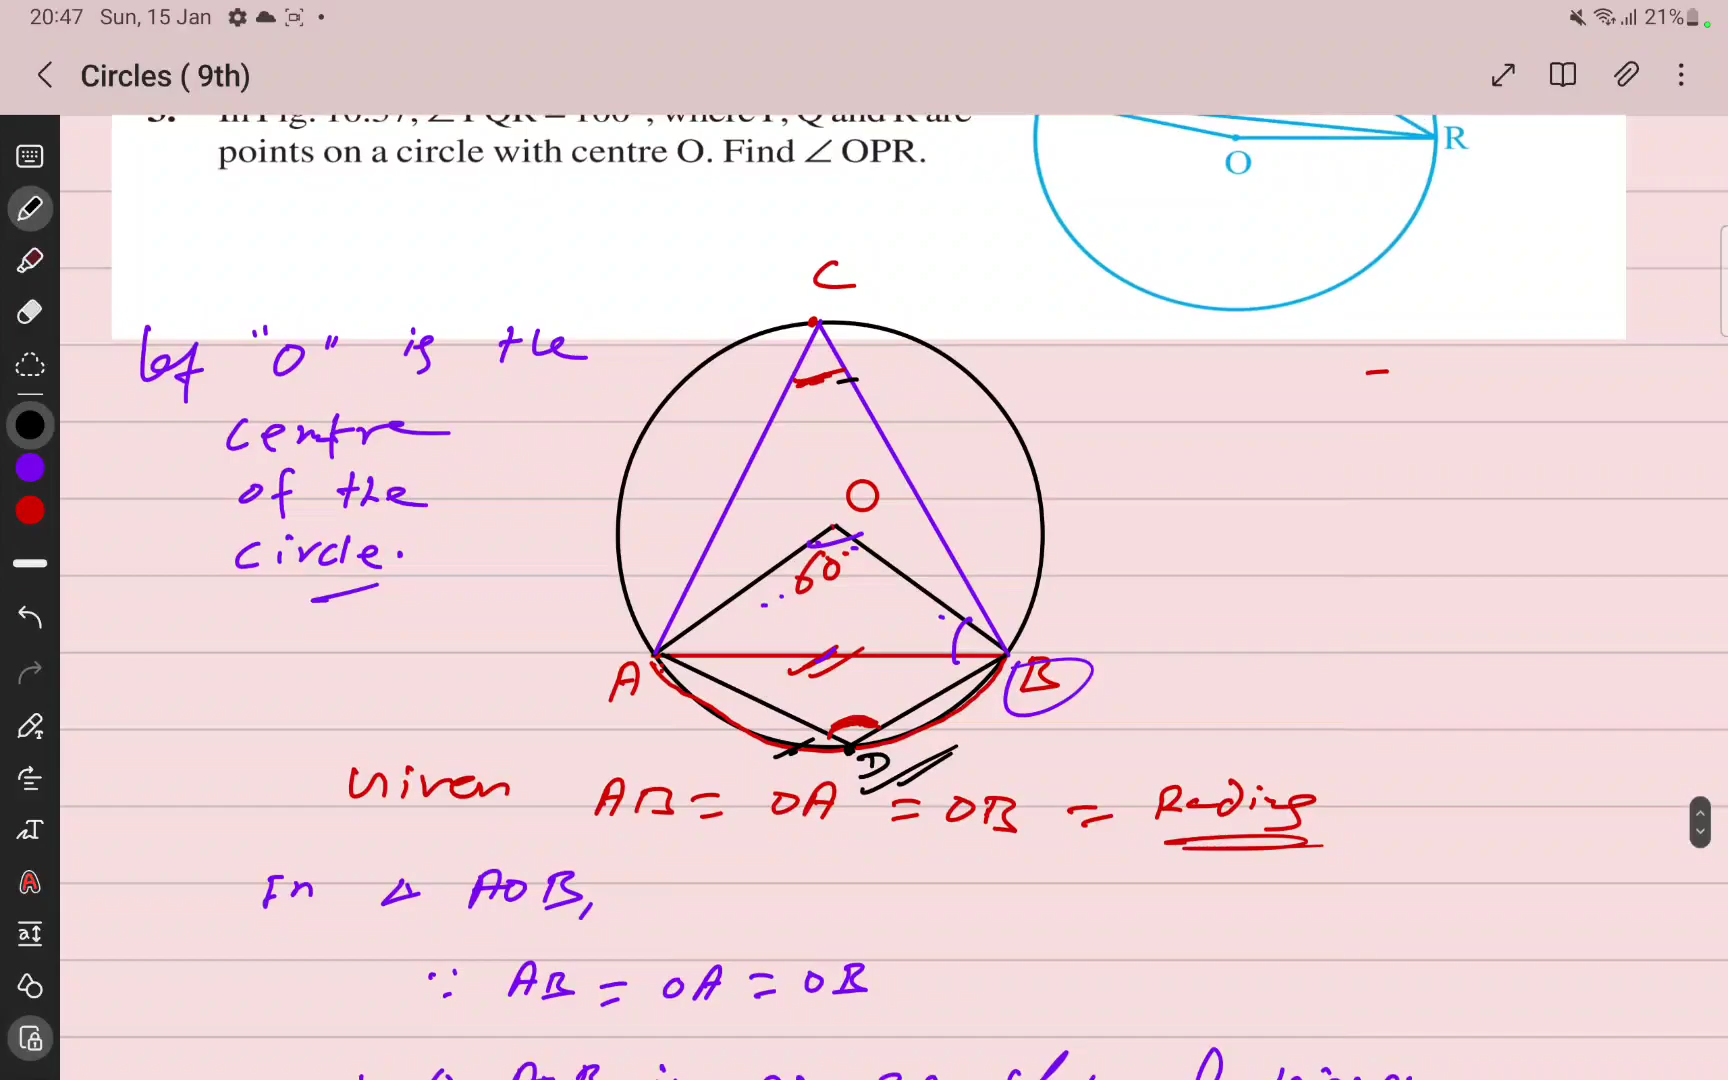 20:47 Sun, 15 Jan 21%
Circles ( 9th)
points on a circle with centre O. Find ∠ OPR.
R
O
C
let "O" is the
centre
of the
circle.
O
60°
A
B
D
Given AB = OA = OB = Radius
In △ AOB,
∵ AB = OA = OB